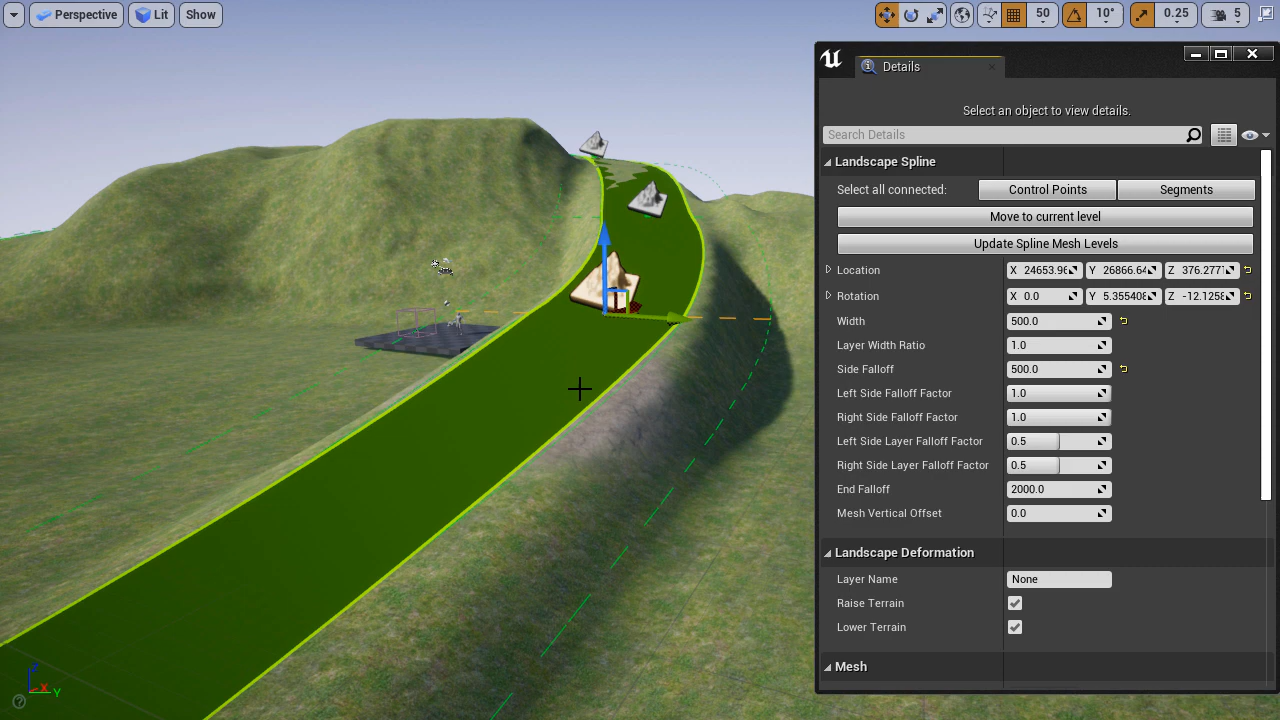 Perspective Lit Show 50 10° 0.25 5
Details
Select an object to view details.
Search Details
Landscape Spline
Select all connected: Control Points Segments
Move to current level
Update Spline Mesh Levels
Location X 24653.96 Y 26866.64 Z 376.277
Rotation X 0.0 Y 5.355408 Z -12.1258
Width 500.0
Layer Width Ratio 1.0
Side Falloff 500.0
Left Side Falloff Factor 1.0
Right Side Falloff Factor 1.0
Left Side Layer Falloff Factor 0.5
Right Side Layer Falloff Factor 0.5
End Falloff 2000.0
Mesh Vertical Offset 0.0
Landscape Deformation
Layer Name None
Raise Terrain
Lower Terrain
Mesh
Z
X
Y